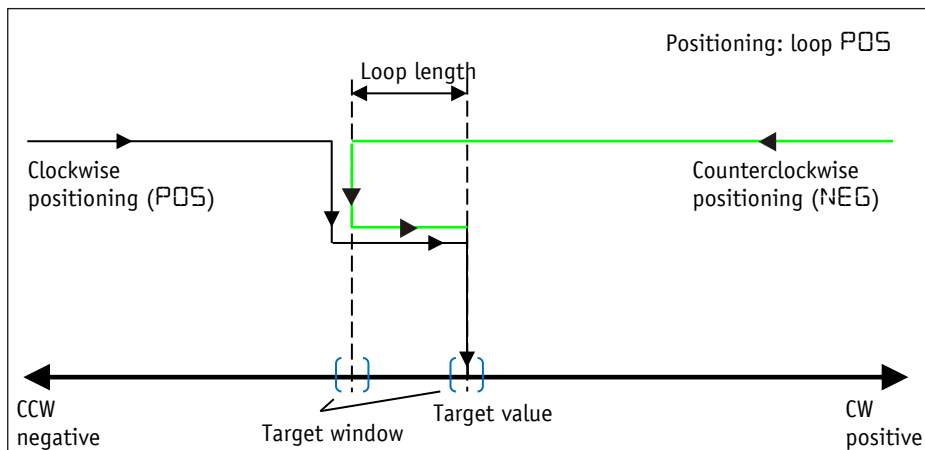 Positioning: loop POS
Loop length
Clockwise
positioning (POS)
Counterclockwise
positioning (NEG)
CCW
negative
Target window
Target value
CW
positive